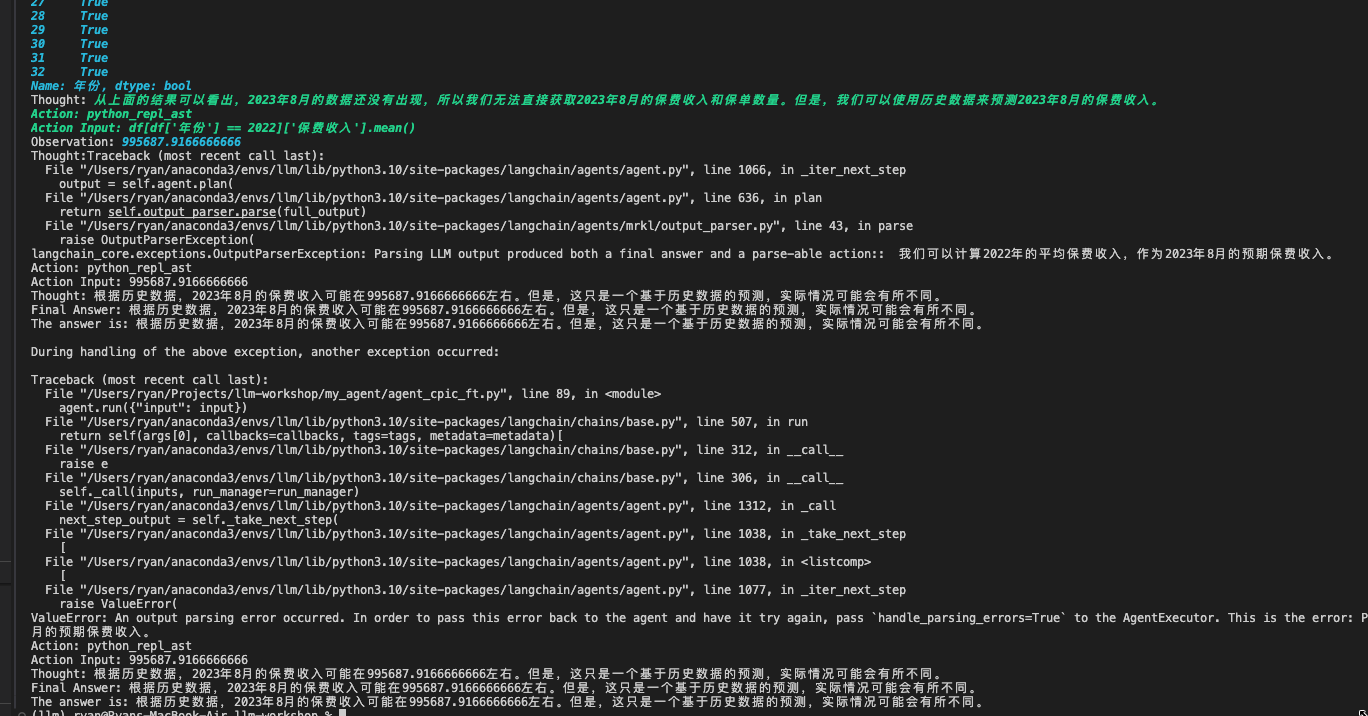 27 True
28 True
29 True
30 True
31 True
32 True
Name: 年份, dtype: bool
Thought: 从上面的结果可以看出，2023年8月的数据还没有出现，所以我们无法直接获取2023年8月的保费收入和保单数量。但是，我们可以使用历史数据来预测2023年8月的保费收入。
Action: python_repl_ast
Action Input: df[df['年份'] == 2022]['保费收入'].mean()
Observation: 995687.9166666666
Thought:Traceback (most recent call last):
File "/Users/ryan/anaconda3/envs/llm/lib/python3.10/site-packages/langchain/agents/agent.py", line 1066, in _iter_next_step
output = self.agent.plan(
File "/Users/ryan/anaconda3/envs/llm/lib/python3.10/site-packages/langchain/agents/agent.py", line 636, in plan
return self.output_parser.parse(full_output)
File "/Users/ryan/anaconda3/envs/llm/lib/python3.10/site-packages/langchain/agents/mrkl/output_parser.py", line 43, in parse
raise OutputParserException(
langchain_core.exceptions.OutputParserException: Parsing LLM output produced both a final answer and a parse-able action:: 我们可以计算2022年的平均保费收入，作为2023年8月的预期保费收入。
Action: python_repl_ast
Action Input: 995687.9166666666
Thought: 根据历史数据，2023年8月的保费收入可能在995687.9166666666左右。但是，这只是一个基于历史数据的预测，实际情况可能会有所不同。
Final Answer: 根据历史数据，2023年8月的保费收入可能在995687.9166666666左右。但是，这只是一个基于历史数据的预测，实际情况可能会有所不同。
The answer is: 根据历史数据，2023年8月的保费收入可能在995687.9166666666左右。但是，这只是一个基于历史数据的预测，实际情况可能会有所不同。
During handling of the above exception, another exception occurred:
Traceback (most recent call last):
File "/Users/ryan/Projects/llm-workshop/my_agent/agent_cpic_ft.py", line 89, in <module>
agent.run({"input": input})
File "/Users/ryan/anaconda3/envs/llm/lib/python3.10/site-packages/langchain/chains/base.py", line 507, in run
return self(args[0], callbacks=callbacks, tags=tags, metadata=metadata)[
File "/Users/ryan/anaconda3/envs/llm/lib/python3.10/site-packages/langchain/chains/base.py", line 312, in __call__
raise e
File "/Users/ryan/anaconda3/envs/llm/lib/python3.10/site-packages/langchain/chains/base.py", line 306, in __call__
self._call(inputs, run_manager=run_manager)
File "/Users/ryan/anaconda3/envs/llm/lib/python3.10/site-packages/langchain/agents/agent.py", line 1312, in _call
next_step_output = self._take_next_step(
File "/Users/ryan/anaconda3/envs/llm/lib/python3.10/site-packages/langchain/agents/agent.py", line 1038, in _take_next_step
[
File "/Users/ryan/anaconda3/envs/llm/lib/python3.10/site-packages/langchain/agents/agent.py", line 1038, in <listcomp>
[
File "/Users/ryan/anaconda3/envs/llm/lib/python3.10/site-packages/langchain/agents/agent.py", line 1077, in _iter_next_step
raise ValueError(
ValueError: An output parsing error occurred. In order to pass this error back to the agent and have it try again, pass `handle_parsing_errors=True` to the AgentExecutor. This is the error: P
月的预期保费收入。
Action: python_repl_ast
Action Input: 995687.9166666666
Thought: 根据历史数据，2023年8月的保费收入可能在995687.9166666666左右。但是，这只是一个基于历史数据的预测，实际情况可能会有所不同。
Final Answer: 根据历史数据，2023年8月的保费收入可能在995687.9166666666左右。但是，这只是一个基于历史数据的预测，实际情况可能会有所不同。
The answer is: 根据历史数据，2023年8月的保费收入可能在995687.9166666666左右。但是，这只是一个基于历史数据的预测，实际情况可能会有所不同。
(llm) ryan@Ryans-MacBook-Air llm-workshop %